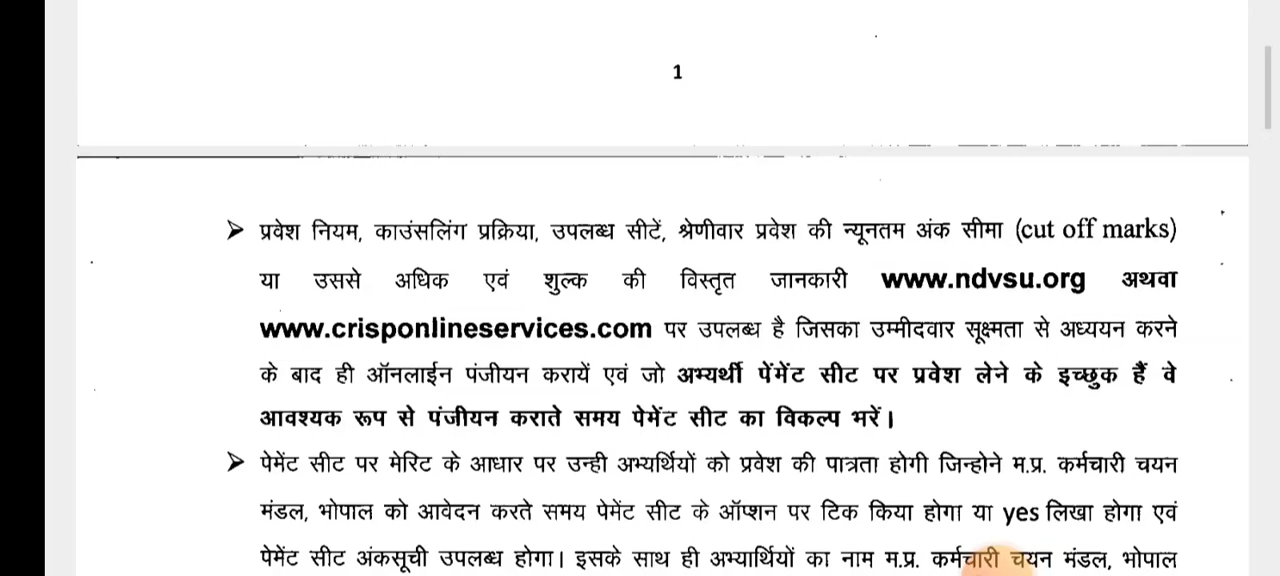 1
➢ प्रवेश नियम, काउंसलिंग प्रक्रिया, उपलब्ध सीटें, श्रेणीवार प्रवेश की न्यूनतम अंक सीमा (cut off marks)
या उससे अधिक एवं शुल्क की विस्तृत जानकारी www.ndvsu.org अथवा
www.crisponlineservices.com पर उपलब्ध है जिसका उम्मीदवार सूक्ष्मता से अध्ययन करने
के बाद ही ऑनलाईन पंजीयन करायें एवं जो अभ्यर्थी पेंमेंट सीट पर प्रवेश लेने के इच्छुक हैं वे
आवश्यक रूप से पंजीयन कराते समय पेमेंट सीट का विकल्प भरें।
➢ पेमेंट सीट पर मेरिट के आधार पर उन्ही अभ्यर्थियों को प्रवेश की पात्रता होगी जिन्होने म.प्र. कर्मचारी चयन
मंडल, भोपाल को आवेदन करते समय पेमेंट सीट के ऑप्शन पर टिक किया होगा या yes लिखा होगा एवं
पेमेंट सीट अंकसूची उपलब्ध होगा। इसके साथ ही अभ्यार्थियों का नाम म.प्र. कर्मचारी चयन मंडल, भोपाल